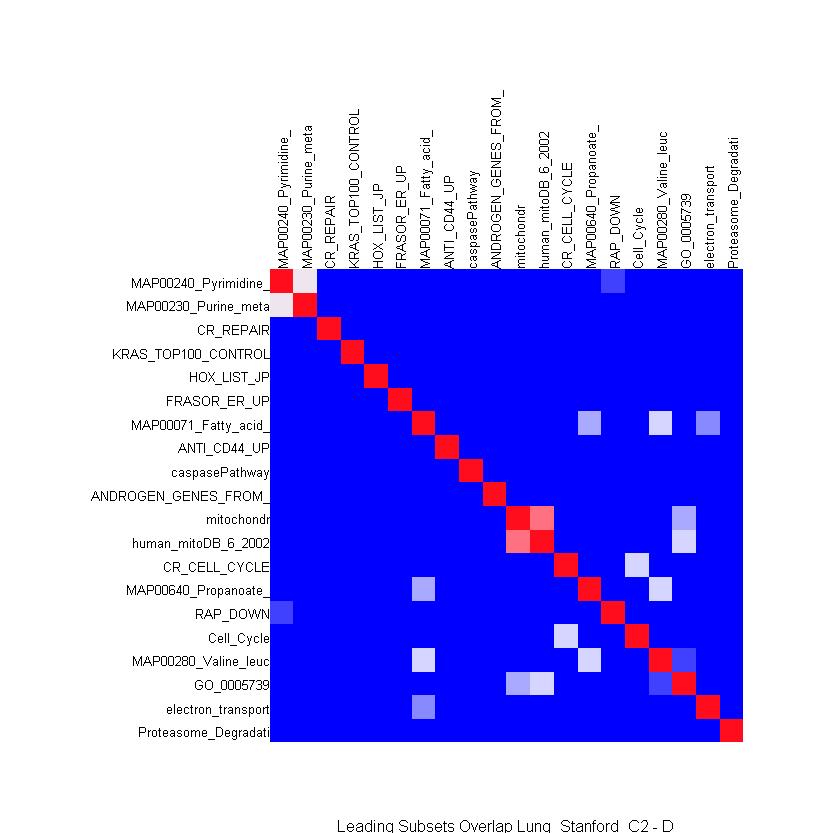 MAP00240_Pyrimidine_
MAP00230_Purine_meta
CR_REPAIR
KRAS_TOP100_CONTROL
HOX_LIST_JP
FRASOR_ER_UP
MAP00071_Fatty_acid_
ANTI_CD44_UP
caspasePathway
ANDROGEN_GENES_FROM_
mitochondr
human_mitoDB_6_2002
CR_CELL_CYCLE
MAP00640_Propanoate_
RAP_DOWN
Cell_Cycle
MAP00280_Valine_leuc
GO_0005739
electron_transport
Proteasome_Degradati
MAP00240_Pyrimidine_
MAP00230_Purine_meta
CR_REPAIR
KRAS_TOP100_CONTROL
HOX_LIST_JP
FRASOR_ER_UP
MAP00071_Fatty_acid_
ANTI_CD44_UP
caspasePathway
ANDROGEN_GENES_FROM_
mitochondr
human_mitoDB_6_2002
CR_CELL_CYCLE
MAP00640_Propanoate_
RAP_DOWN
Cell_Cycle
MAP00280_Valine_leuc
GO_0005739
electron_transport
Proteasome_Degradati
Leading Subsets Overlap Lung_Stanford_C2 - D